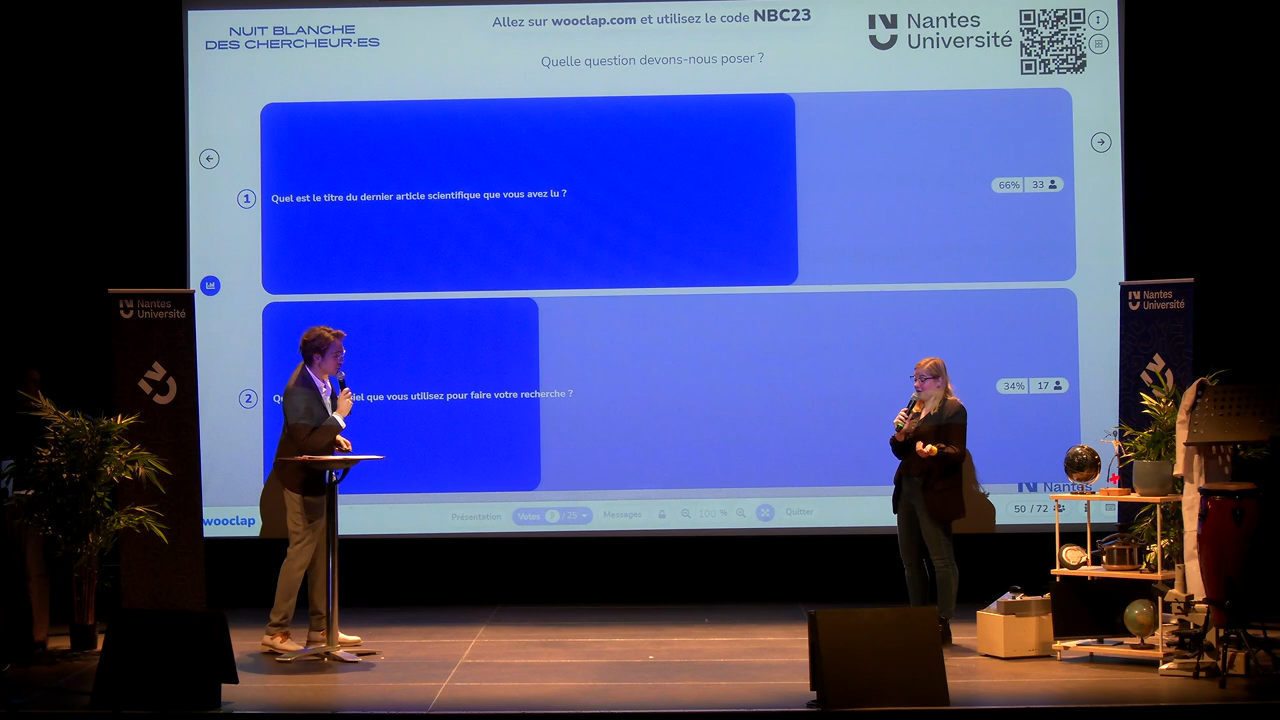 NUIT BLANCHE
DES CHERCHEUR·ES
Allez sur wooclap.com et utilisez le code NBC23
Nantes
Université
Quelle question devons-nous poser ?
1
Quel est le titre du dernier article scientifique que vous avez lu ?
66% 33
2
que vous utilisez pour faire votre recherche ?
34% 17
Nantes
Université
Nantes
Université
Nantes
wooclap
Présentation
Votes
/ 25
Messages
100 %
Quitter
50 / 72